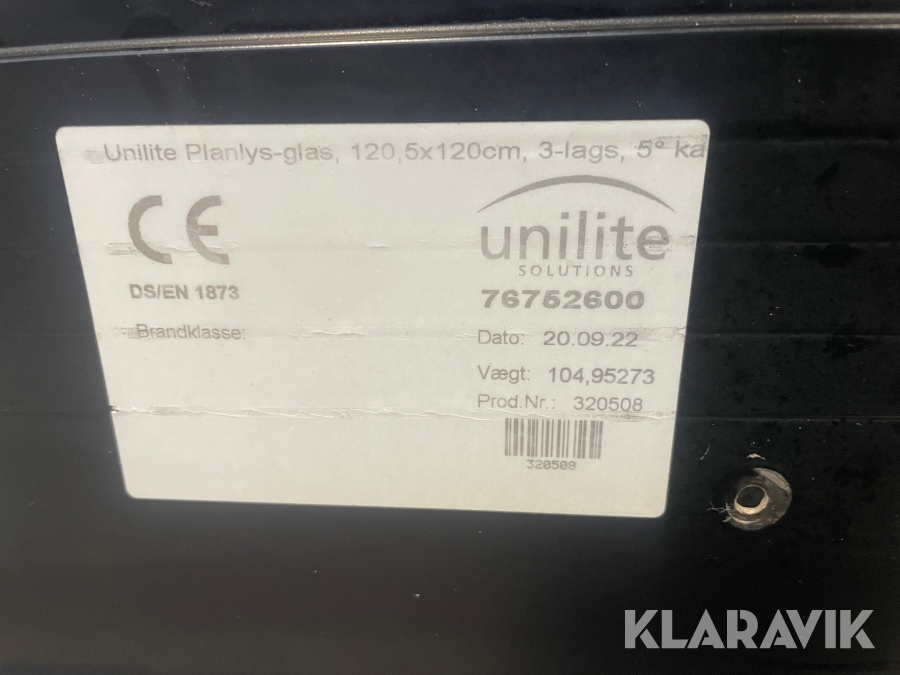 Unilite Planlys-glas, 120,5x120cm, 3-lags, 5° ka
CE
unilite
SOLUTIONS
DS/EN 1873
76752600
Brandklasse:
Dato: 20.09.22
Vægt: 104,95273
Prod.Nr.: 320508
320508
KLARAVIK